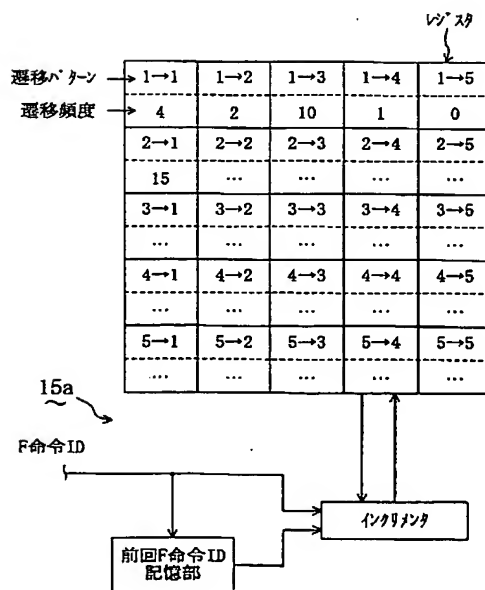 レジスタ
遷移パターン
1→1 1→2 1→3 1→4 1→5
遷移頻度
4 2 10 1 0
2→1 2→2 2→3 2→4 2→5
15 … … … …
3→1 3→2 3→3 3→4 3→5
… … … … …
4→1 4→2 4→3 4→4 4→5
… … … … …
5→1 5→2 5→3 5→4 5→5
…. … … … …
15a
F命令ID
インクリメンタ
前回F命令ID
記憶部